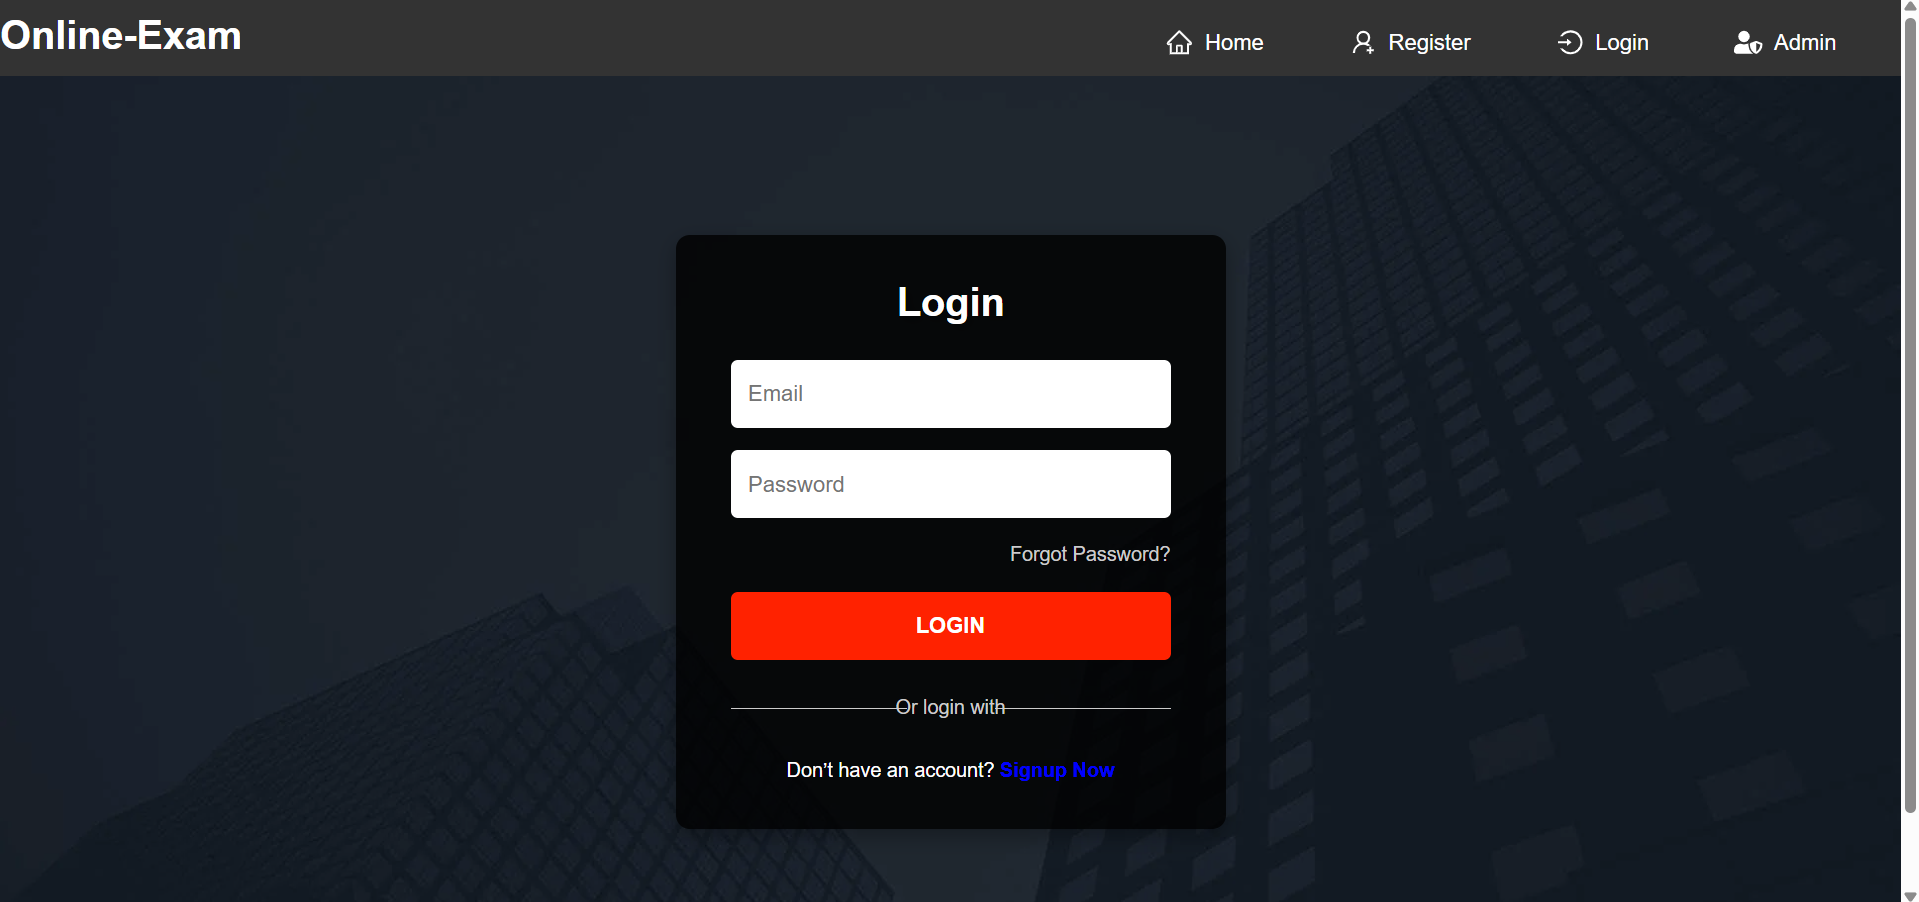 Online-Exam
Home
Register
Login
Admin
Login
Email
Password
Forgot Password?
LOGIN
Or login with
Don’t have an account? Signup Now